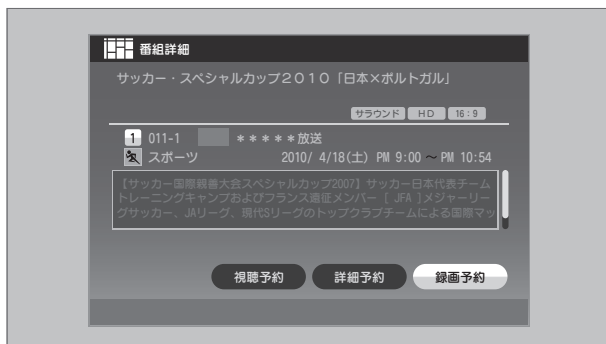 番組詳細
サッカー・スペシャルカップ２０１０「日本×ポルトガル」
サラウンド HD 16:9
1 011-1 ＊＊＊＊＊放送
スポーツ 2010/ 4/18(土) PM 9:00 ～ PM 10:54
【サッカー国際親善大会スペシャルカップ2007】サッカー日本代表チーム
トレーニングキャンプおよびフランス遠征メンバー [ JFA ]メジャーリー
グサッカー、JAリーグ、現代Sリーグのトップクラブチームによる国際マッ
視聴予約 詳細予約 録画予約